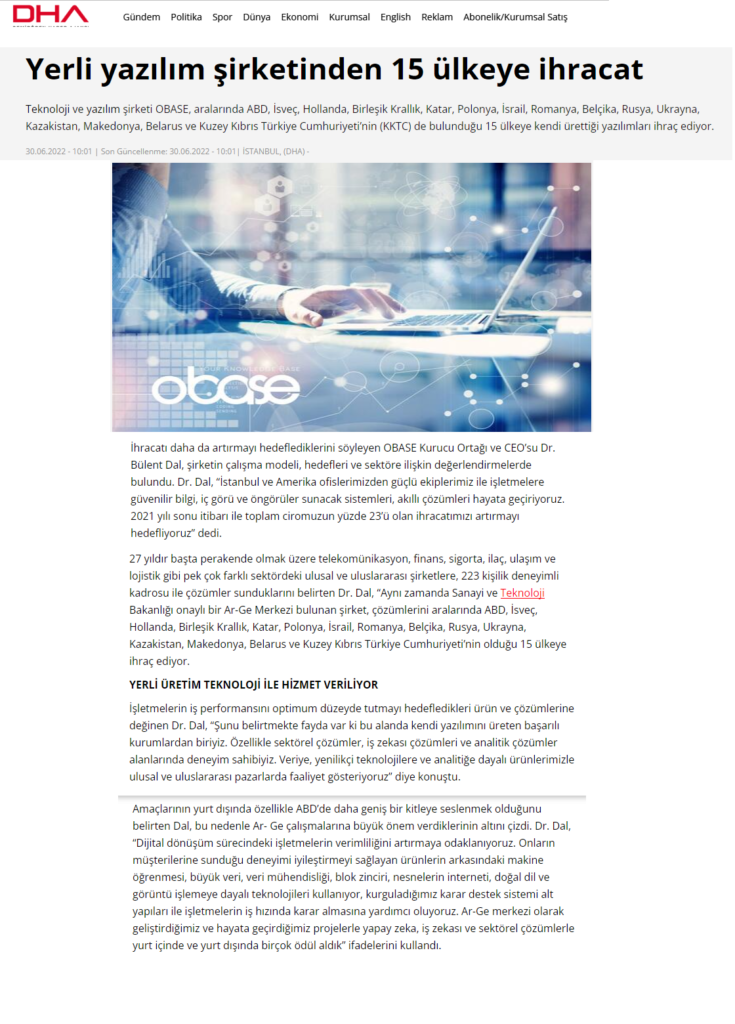 DHA
Gündem Politika Spor Dünya Ekonomi Kurumsal English Reklam Abonelik/Kurumsal Satış
Yerli yazılım şirketinden 15 ülkeye ihracat
Teknoloji ve yazılım şirketi OBASE, aralarında ABD, İsveç, Hollanda, Birleşik Krallık, Katar, Polonya, İsrail, Romanya, Belçika, Rusya, Ukrayna,
Kazakistan, Makedonya, Belarus ve Kuzey Kıbrıs Türkiye Cumhuriyeti'nin (KKTC) de bulunduğu 15 ülkeye kendi ürettiği yazılımları ihraç ediyor.
30.06.2022 - 10:01 | Son Güncellenme: 30.06.2022 - 10:01| İSTANBUL, (DHA) -
YOUR KNOWLEDGE BASE
obase
İhracatı daha da artırmayı hedeflediklerini söyleyen OBASE Kurucu Ortağı ve CEO'su Dr.
Bülent Dal, şirketin çalışma modeli, hedefleri ve sektöre ilişkin değerlendirmelerde
bulundu. Dr. Dal, "İstanbul ve Amerika ofislerimizden güçlü ekiplerimiz ile işletmelere
güvenilir bilgi, iç görü ve öngörüler sunacak sistemleri, akıllı çözümleri hayata geçiriyoruz.
2021 yılı sonu itibarı ile toplam ciromuzun yüzde 23'ü olan ihracatımızı artırmayı
hedefliyoruz" dedi.
27 yıldır başta perakende olmak üzere telekomünikasyon, finans, sigorta, ilaç, ulaşım ve
lojistik gibi pek çok farklı sektördeki ulusal ve uluslararası şirketlere, 223 kişilik deneyimli
kadrosu ile çözümler sunduklarını belirten Dr. Dal, "Aynı zamanda Sanayi ve Teknoloji
Bakanlığı onaylı bir Ar-Ge Merkezi bulunan şirket, çözümlerini aralarında ABD, İsveç,
Hollanda, Birleşik Krallık, Katar, Polonya, İsrail, Romanya, Belçika, Rusya, Ukrayna,
Kazakistan, Makedonya, Belarus ve Kuzey Kıbrıs Türkiye Cumhuriyeti'nin olduğu 15 ülkeye
ihraç ediyor.
YERLİ ÜRETİM TEKNOLOJİ İLE HİZMET VERİLİYOR
İşletmelerin iş performansını optimum düzeyde tutmayı hedefledikleri ürün ve çözümlerine
değinen Dr. Dal, "Şunu belirtmekte fayda var ki bu alanda kendi yazılımını üreten başarılı
kurumlardan biriyiz. Özellikle sektörel çözümler, iş zekası çözümleri ve analitik çözümler
alanlarında deneyim sahibiyiz. Veriye, yenilikçi teknolojilere ve analitiğe dayalı ürünlerimizle
ulusal ve uluslararası pazarlarda faaliyet gösteriyoruz" diye konuştu.
Amaçlarının yurt dışında özellikle ABD'de daha geniş bir kitleye seslenmek olduğunu
belirten Dal, bu nedenle Ar- Ge çalışmalarına büyük önem verdiklerinin altını çizdi. Dr. Dal,
"Dijital dönüşüm sürecindeki işletmelerin verimliliğini artırmaya odaklanıyoruz. Onların
müşterilerine sunduğu deneyimi iyileştirmeyi sağlayan ürünlerin arkasındaki makine
öğrenmesi, büyük veri, veri mühendisliği, blok zinciri, nesnelerin interneti, doğal dil ve
görüntü işlemeye dayalı teknolojileri kullanıyor, kurguladığımız karar destek sistemi alt
yapıları ile işletmelerin iş hızında karar almasına yardımcı oluyoruz. Ar-Ge merkezi olarak
geliştirdiğimiz ve hayata geçirdiğimiz projelerle yapay zeka, iş zekası ve sektörel çözümlerle
yurt içinde ve yurt dışında birçok ödül aldık" ifadelerini kullandı.